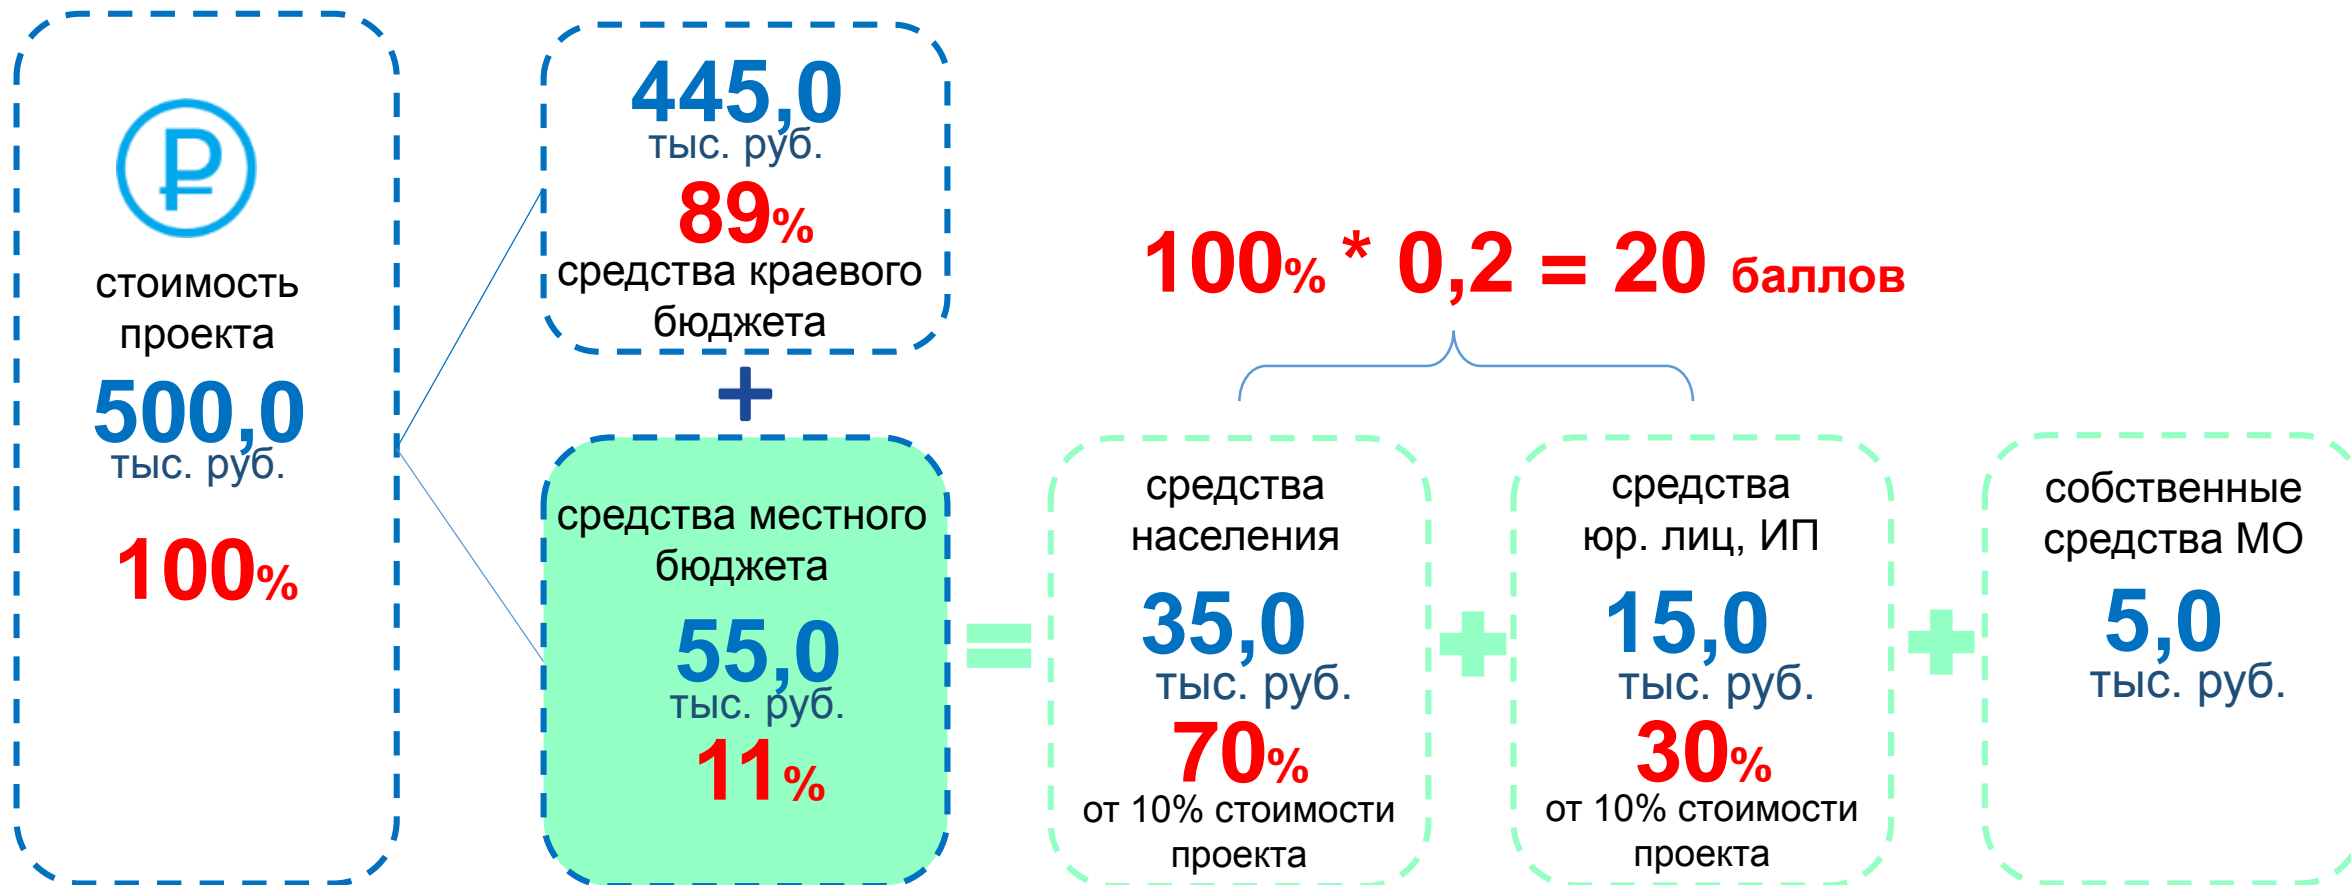 стоимость
проекта
500,0
тыс. руб.
100%
445,0
тыс. руб.
89%
средства краевого
бюджета
+
средства местного
бюджета
55,0
тыс. руб.
11%
=
100% * 0,2 = 20 баллов
средства
населения
35,0
тыс. руб.
70%
от 10% стоимости
проекта
+
средства
юр. лиц, ИП
15,0
тыс. руб.
30%
от 10% стоимости
проекта
+
собственные
средства МО
5,0
тыс. руб.